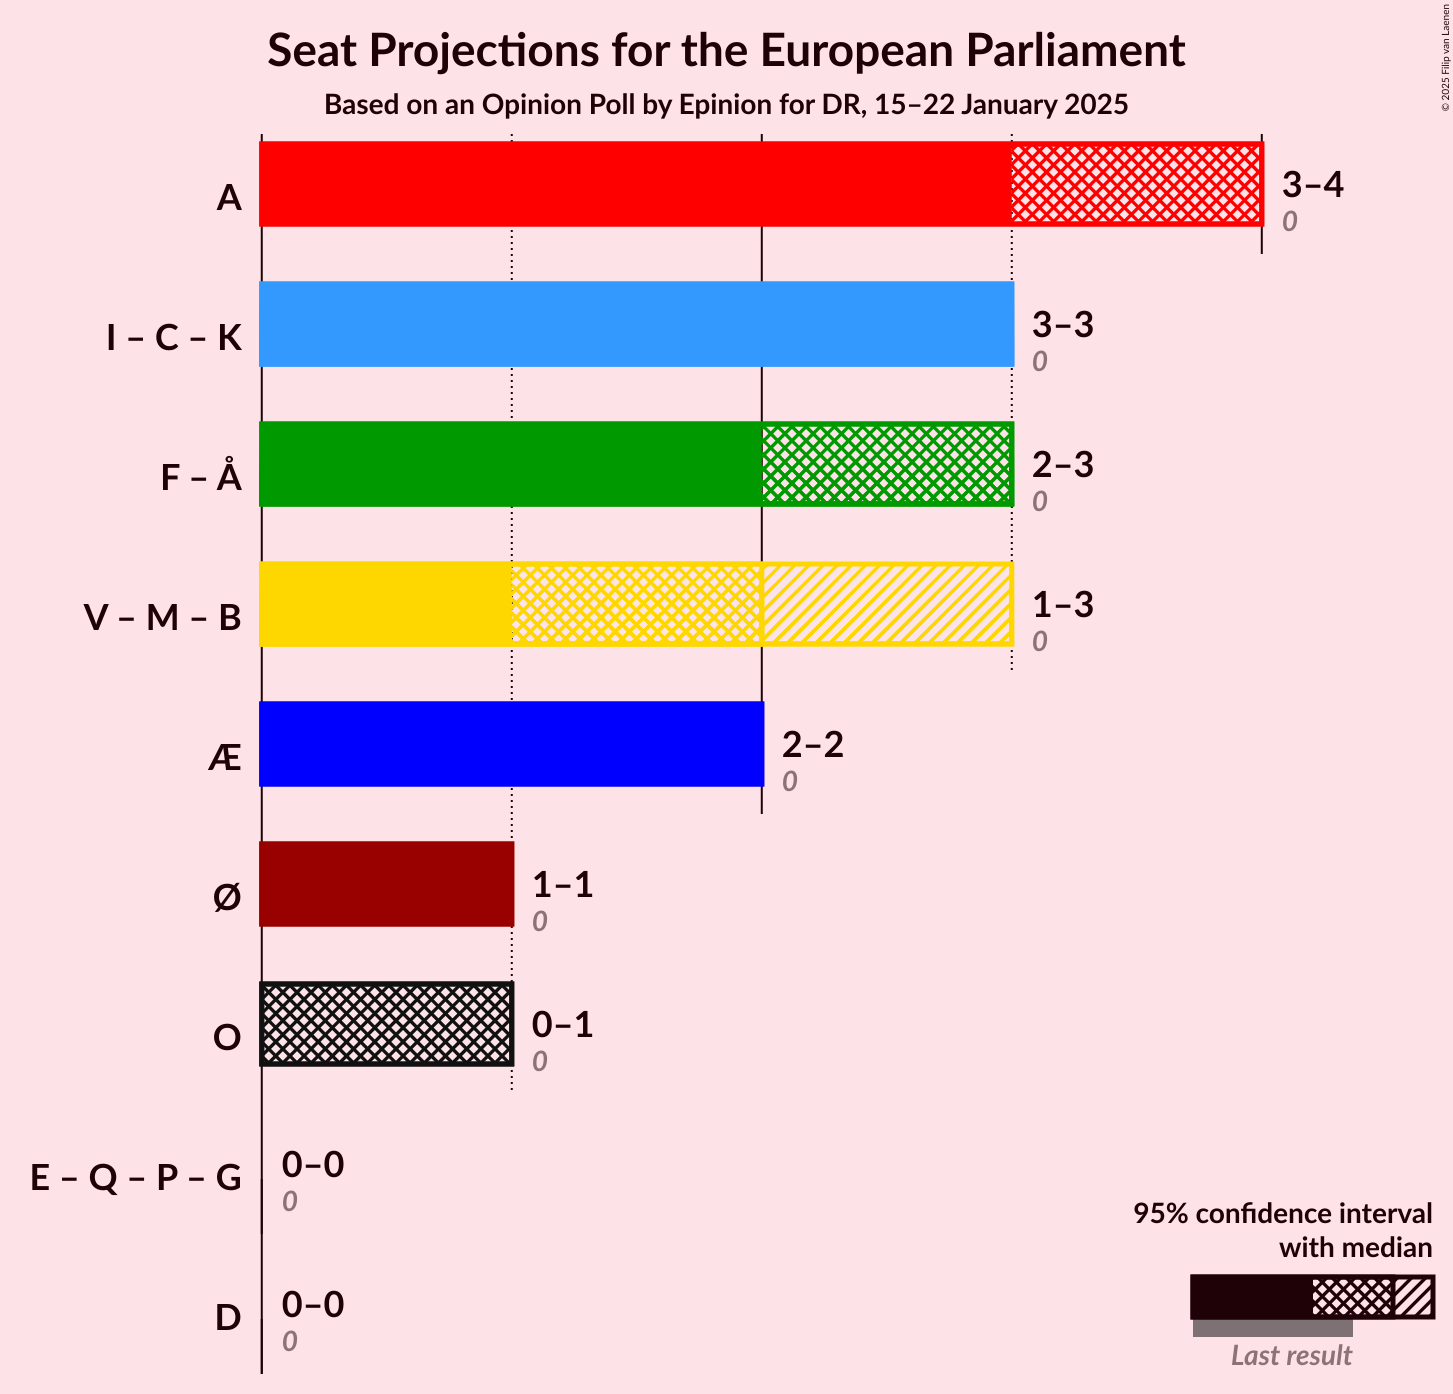 Seat Projections for the European Parliament
Based on an Opinion Poll by Epinion for DR, 15–22 January 2025
© 2025 Filip van Laenen
A
3–4
0
I – C – K
3–3
0
F – Å
2–3
0
V – M – B
1–3
0
Æ
2–2
0
Ø
1–1
0
O
0–1
0
E – Q – P – G
0–0
0
D
0–0
0
95% confidence interval
with median
Last result